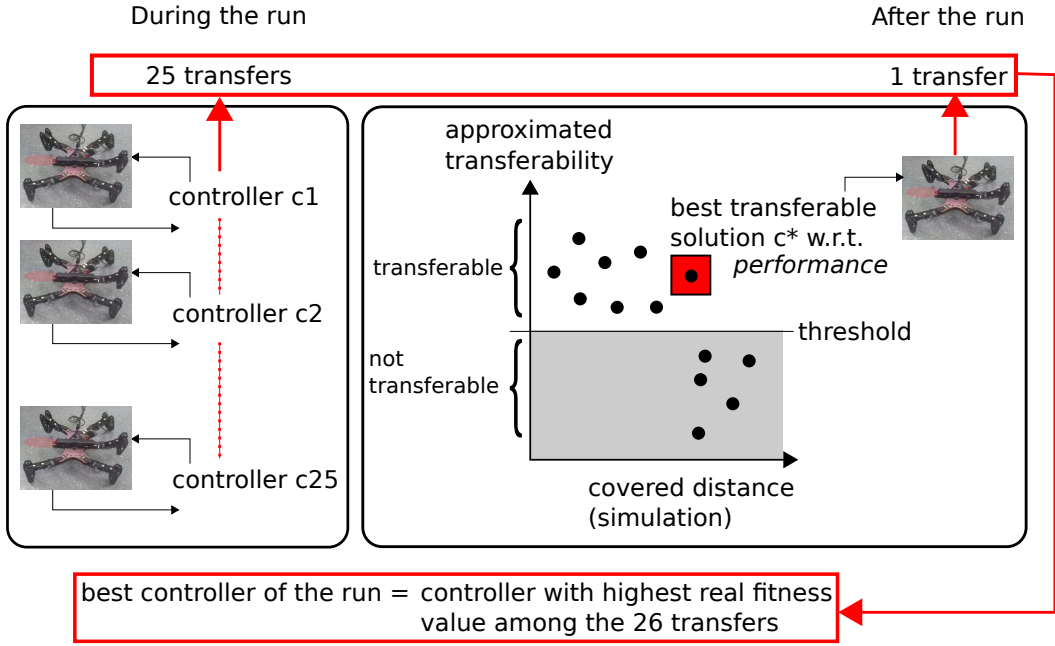 During the run
After the run
25 transfers
1 transfer
controller c1
controller c2
controller c25
approximated
transferability
best transferable
solution c* w.r.t.
performance
transferable
threshold
not
transferable
covered distance
(simulation)
best controller of the run = controller with highest real fitness
value among the 26 transfers